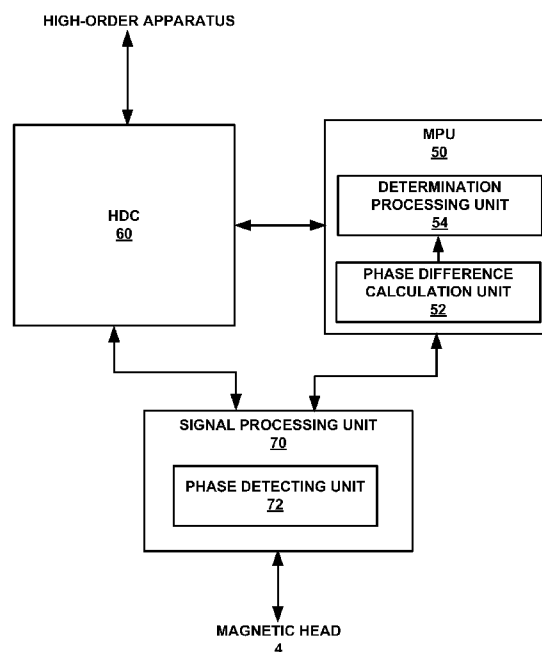 HIGH-ORDER APPARATUS
HDC
60
MPU
50
DETERMINATION
PROCESSING UNIT
54
PHASE DIFFERENCE
CALCULATION UNIT
52
SIGNAL PROCESSING UNIT
70
PHASE DETECTING UNIT
72
MAGNETIC HEAD
4